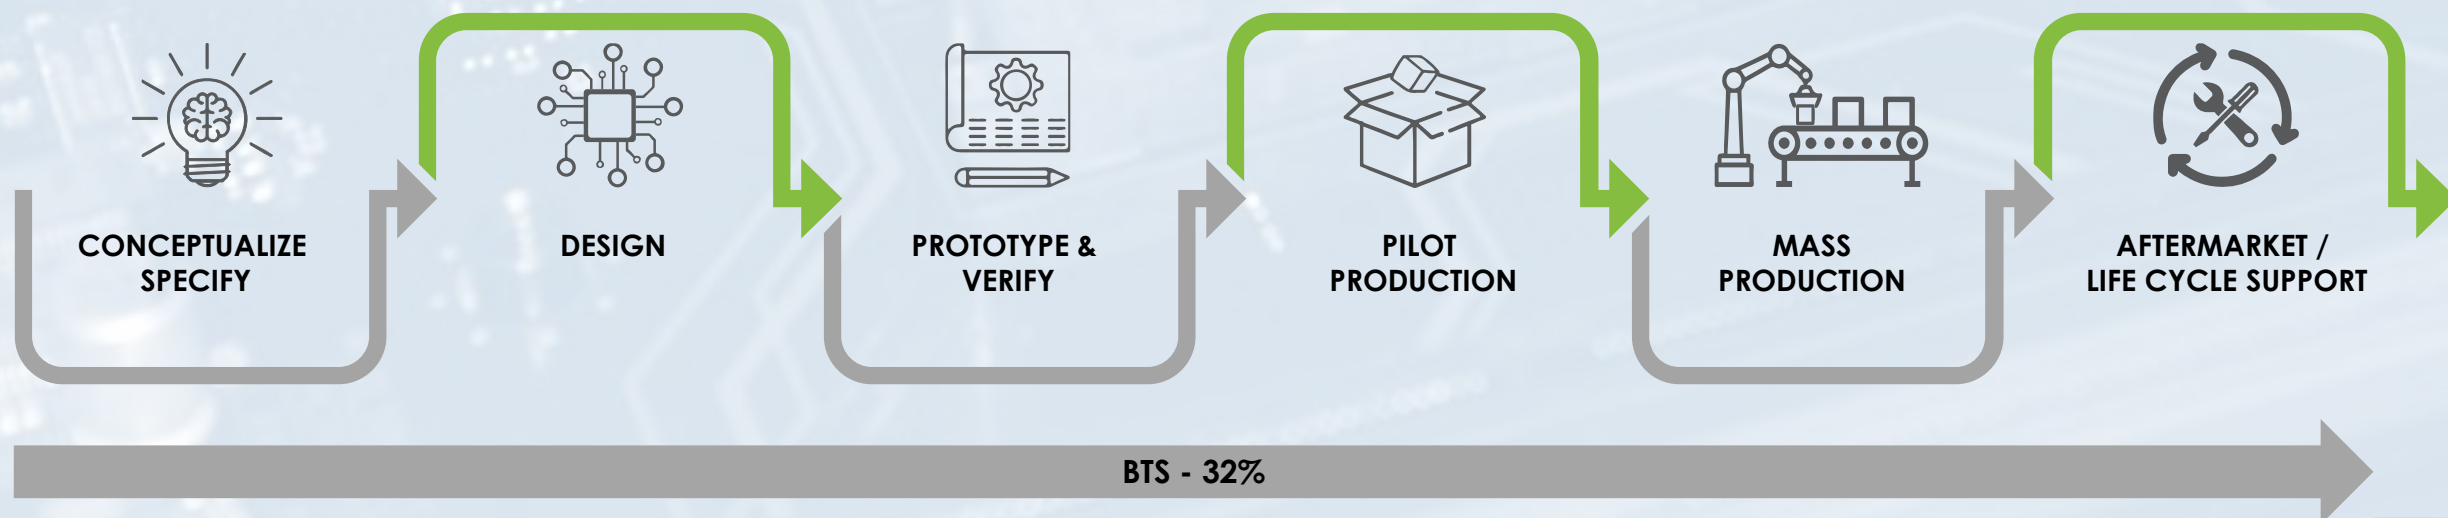 CONCEPTUALIZE
SPECIFY
DESIGN
PROTOTYPE &
VERIFY
PILOT
PRODUCTION
MASS
PRODUCTION
AFTERMARKET /
LIFE CYCLE SUPPORT
BTS - 32%